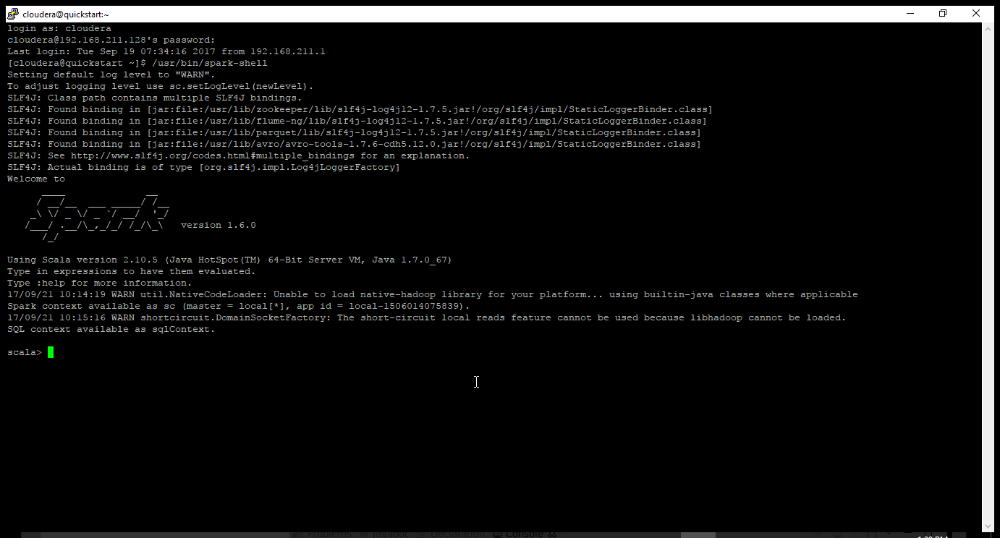 cloudera@quickstart:~
login as: cloudera
cloudera@192.168.211.128's password:
Last login: Tue Sep 19 07:34:16 2017 from 192.168.211.1
[cloudera@quickstart ~]$ /usr/bin/spark-shell
Setting default log level to "WARN".
To adjust logging level use sc.setLogLevel(newLevel).
SLF4J: Class path contains multiple SLF4J bindings.
SLF4J: Found binding in [jar:file:/usr/lib/zookeeper/lib/slf4j-log4j12-1.7.5.jar!/org/slf4j/impl/StaticLoggerBinder.class]
SLF4J: Found binding in [jar:file:/usr/lib/flume-ng/lib/slf4j-log4j12-1.7.5.jar!/org/slf4j/impl/StaticLoggerBinder.class]
SLF4J: Found binding in [jar:file:/usr/lib/parquet/lib/slf4j-log4j12-1.7.5.jar!/org/slf4j/impl/StaticLoggerBinder.class]
SLF4J: Found binding in [jar:file:/usr/lib/avro/avro-tools-1.7.6-cdh5.12.0.jar!/org/slf4j/impl/StaticLoggerBinder.class]
SLF4J: See http://www.slf4j.org/codes.html#multiple_bindings for an explanation.
SLF4J: Actual binding is of type [org.slf4j.impl.Log4jLoggerFactory]
Welcome to
Spark version 1.6.0
Using Scala version 2.10.5 (Java HotSpot(TM) 64-Bit Server VM, Java 1.7.0_67)
Type in expressions to have them evaluated.
Type :help for more information.
17/09/21 10:14:19 WARN util.NativeCodeLoader: Unable to load native-hadoop library for your platform... using builtin-java classes where applicable
Spark context available as sc (master = local[*], app id = local-1506014075839).
17/09/21 10:15:16 WARN shortcircuit.DomainSocketFactory: The short-circuit local reads feature cannot be used because libhadoop cannot be loaded.
SQL context available as sqlContext.
scala>
Console